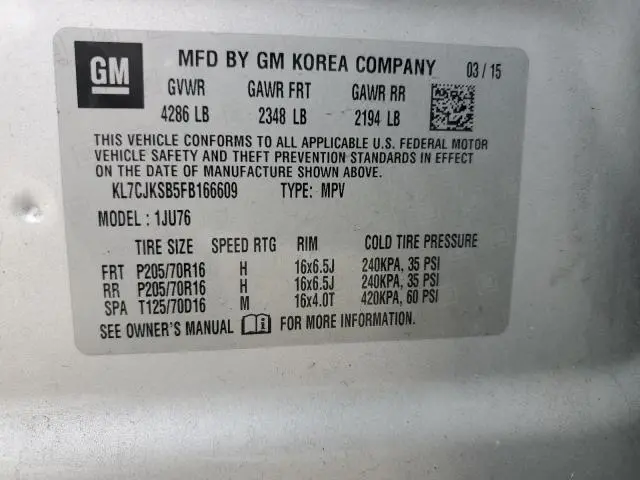 GM
MFD BY GM KOREA COMPANY 03 / 15
GVWR GAWR FRT GAWR RR
4286 LB 2348 LB 2194 LB
THIS VEHICLE CONFORMS TO ALL APPLICABLE U.S. FEDERAL MOTOR
VEHICLE SAFETY AND THEFT PREVENTION STANDARDS IN EFFECT
ON THE DATE OF MANUFACTURE SHOWN ABOVE.
KL7CJKSB5FB166609 TYPE: MPV
MODEL : 1JU76
TIRE SIZE SPEED RTG RIM COLD TIRE PRESSURE
FRT P205/70R16 H 16x6.5J 240KPA, 35 PSI
RR P205/70R16 H 16x6.5J 240KPA, 35 PSI
SPA T125/70D16 M 16x4.0T 420KPA, 60 PSI
SEE OWNER'S MANUAL FOR MORE INFORMATION.